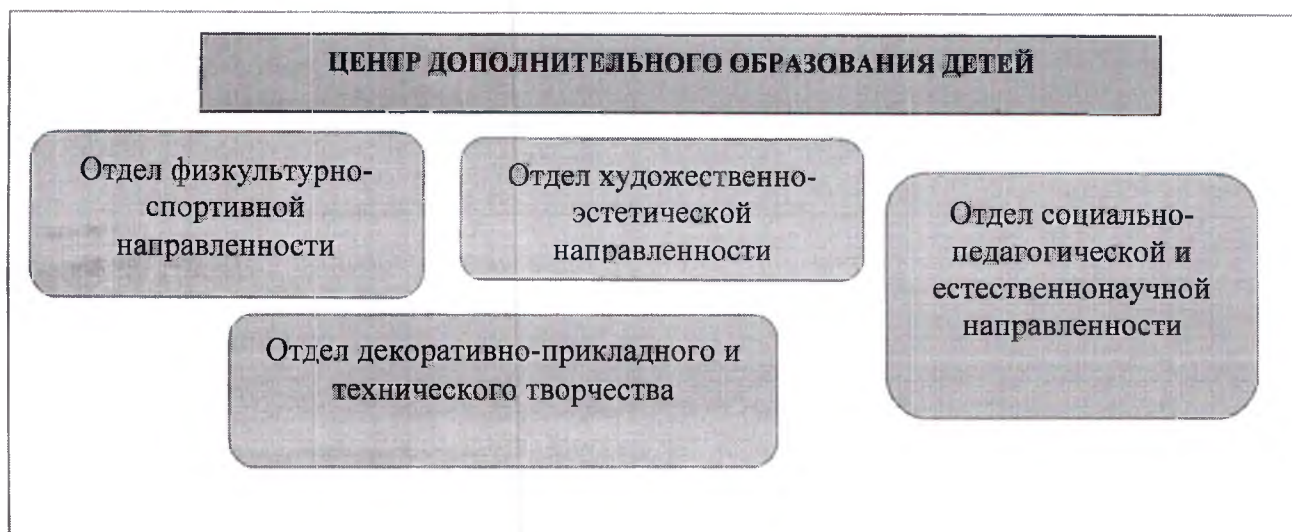 ЦЕНТР ДОПОЛНИТЕЛЬНОГО ОБРАЗОВАНИЯ ДЕТЕЙ
Отдел физкультурно-
спортивной
направленности
Отдел художественно-
эстетической
направленности
Отдел социально-
педагогической и
естественнонаучной
направленности
Отдел декоративно-прикладного и
технического творчества